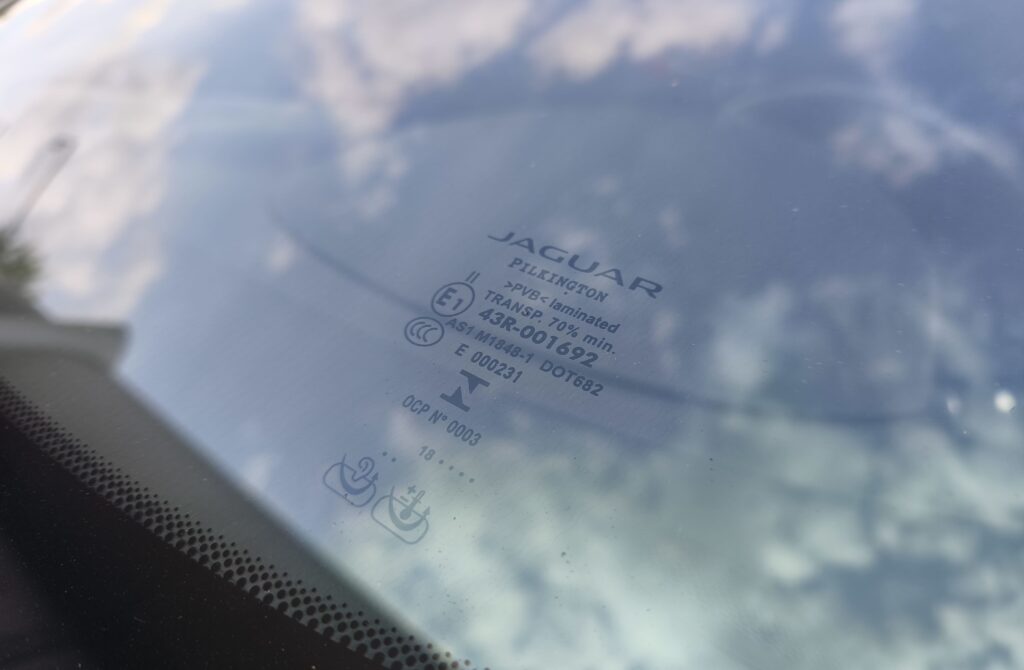 JAGUAR
PILKINGTON
>PVB< laminated
II
E1
TRANSP. 70% min.
43R-001692
CCC
AS1 M1848-1 DOT682
E 000231
OCP N° 0003
.. 18 ....